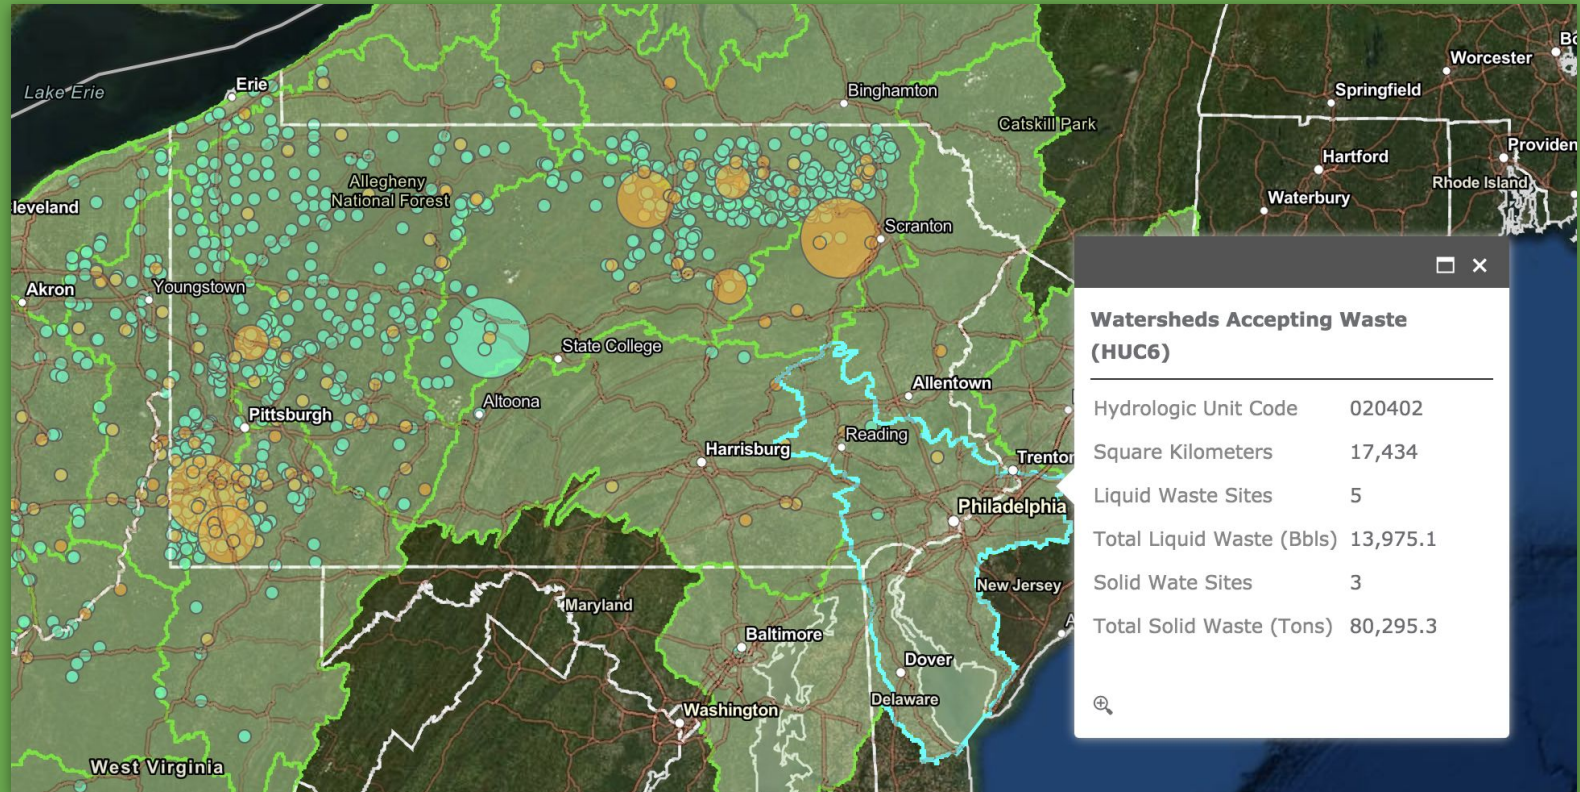 Lake Erie
Erie
Binghamton
Catskill Park
Worcester
Springfield
Hartford
Providen
Rhode Island
Waterbury
Allegheny
National Forest
leveland
Scranton
Akron
Youngstown
State College
Allentown
Altoona
Pittsburgh
Reading
Harrisburg
Trenton
Philadelphia
New Jersey
Maryland
Baltimore
Dover
Delaware
Washington
West Virginia
Watersheds Accepting Waste
(HUC6)
Hydrologic Unit Code 020402
Square Kilometers 17,434
Liquid Waste Sites 5
Total Liquid Waste (Bbls) 13,975.1
Solid Wate Sites 3
Total Solid Waste (Tons) 80,295.3